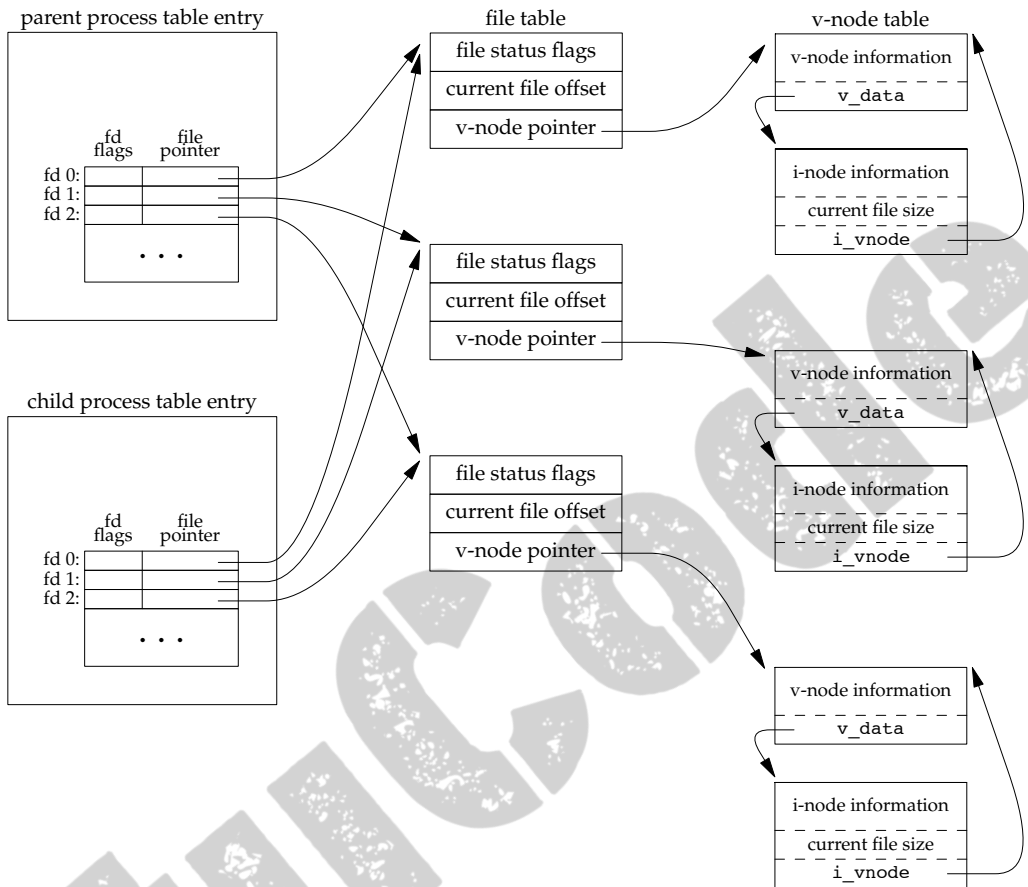 parent process table entry
fd flags
file pointer
fd 0:
fd 1:
fd 2:
• • •
child process table entry
fd flags
file pointer
fd 0:
fd 1:
fd 2:
• • •
file table
file status flags
current file offset
v-node pointer
file status flags
current file offset
v-node pointer
file status flags
current file offset
v-node pointer
v-node table
v-node information
v_data
i-node information
current file size
i_vnode
v-node information
v_data
i-node information
current file size
i_vnode
v-node information
v_data
i-node information
current file size
i_vnode